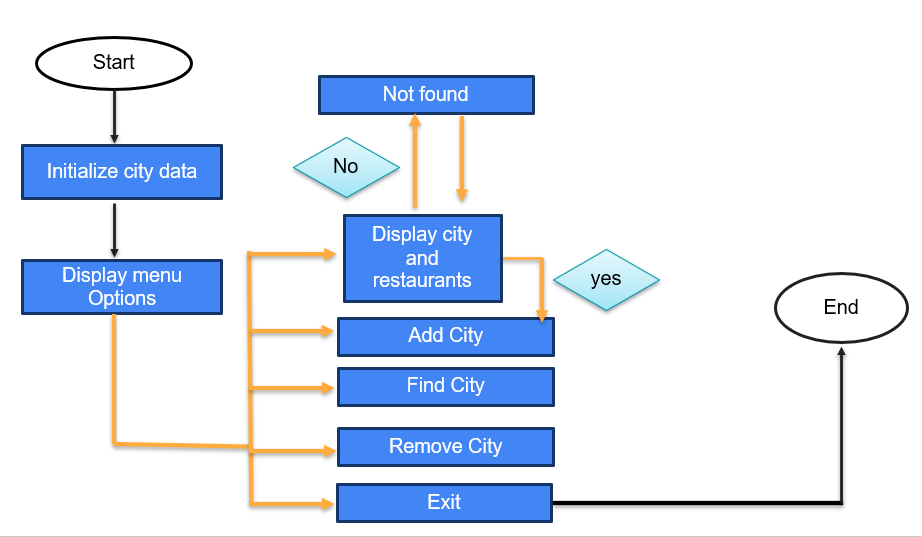 Start
Not found
No
Initialize city data
Display city
and
restaurants
Display menu
Options
yes
End
Add City
Find City
Remove City
Exit